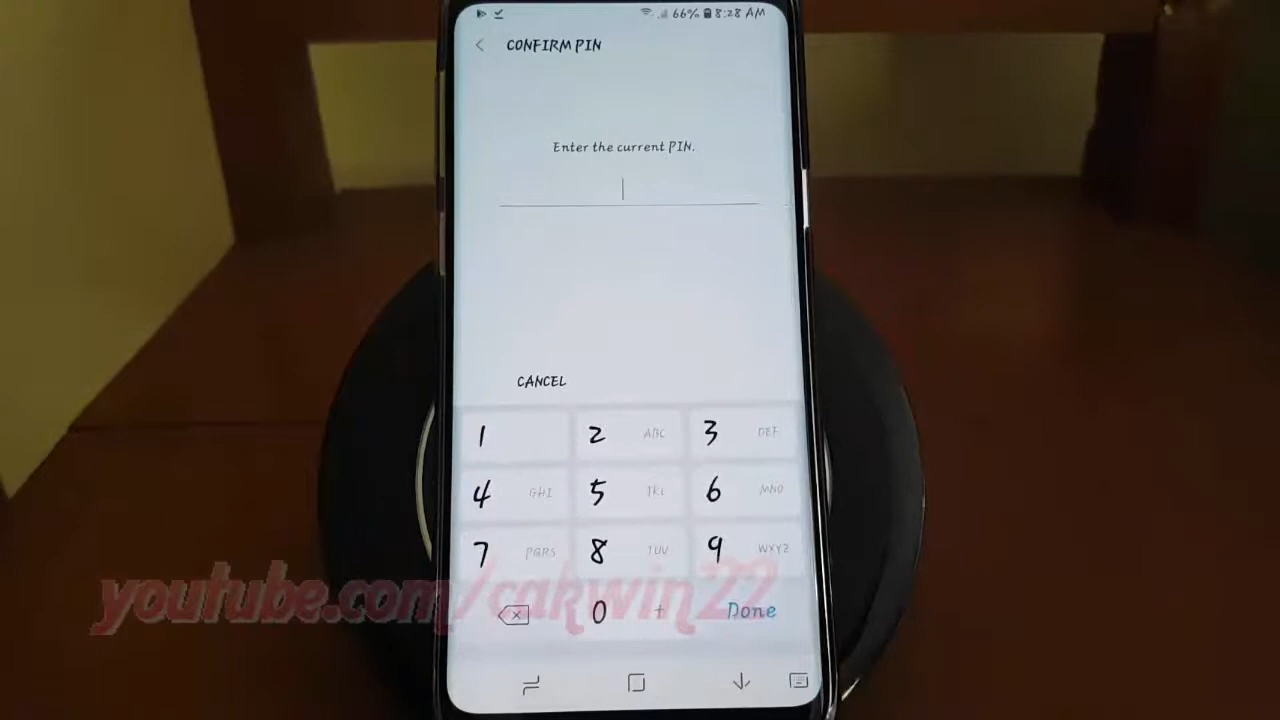 66% 8:28 AM
CONFIRM PIN
Enter the current PIN.
CANCEL
1 2 ABC 3 DEF
4 GHI 5 JKL 6 MNO
7 PQRS 8 TUV 9 WXYZ
youtube.com/cakwin22
0 + Done